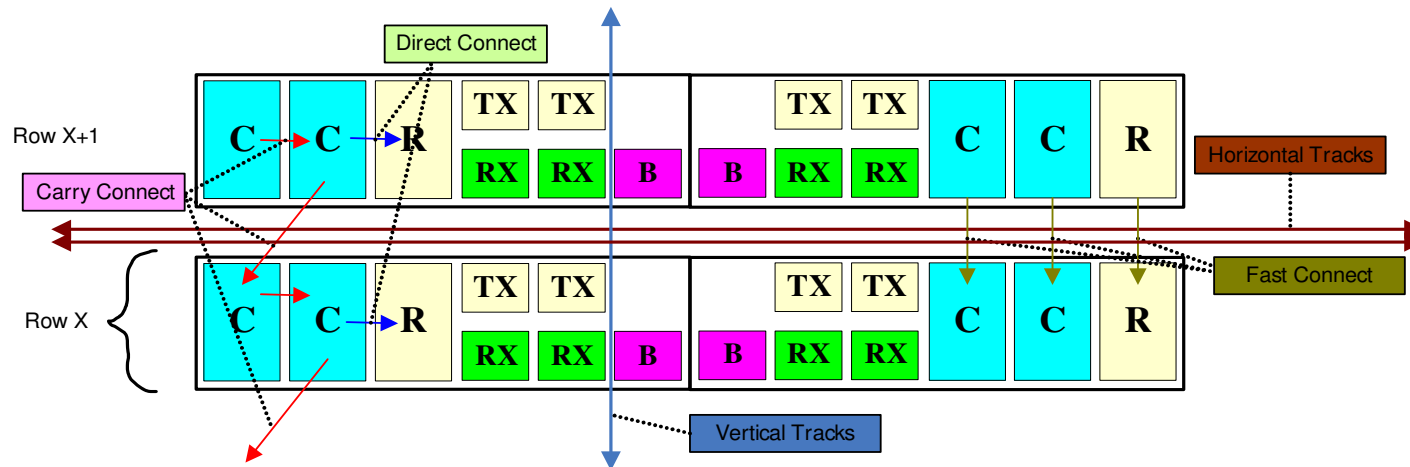 Direct Connect
TX TX TX TX
C C R C C R
Row X+1
Horizontal Tracks
RX RX B B RX RX
Carry Connect
TX TX TX TX
Fast Connect
C C R C C R
Row X
RX RX B B RX RX
Vertical Tracks